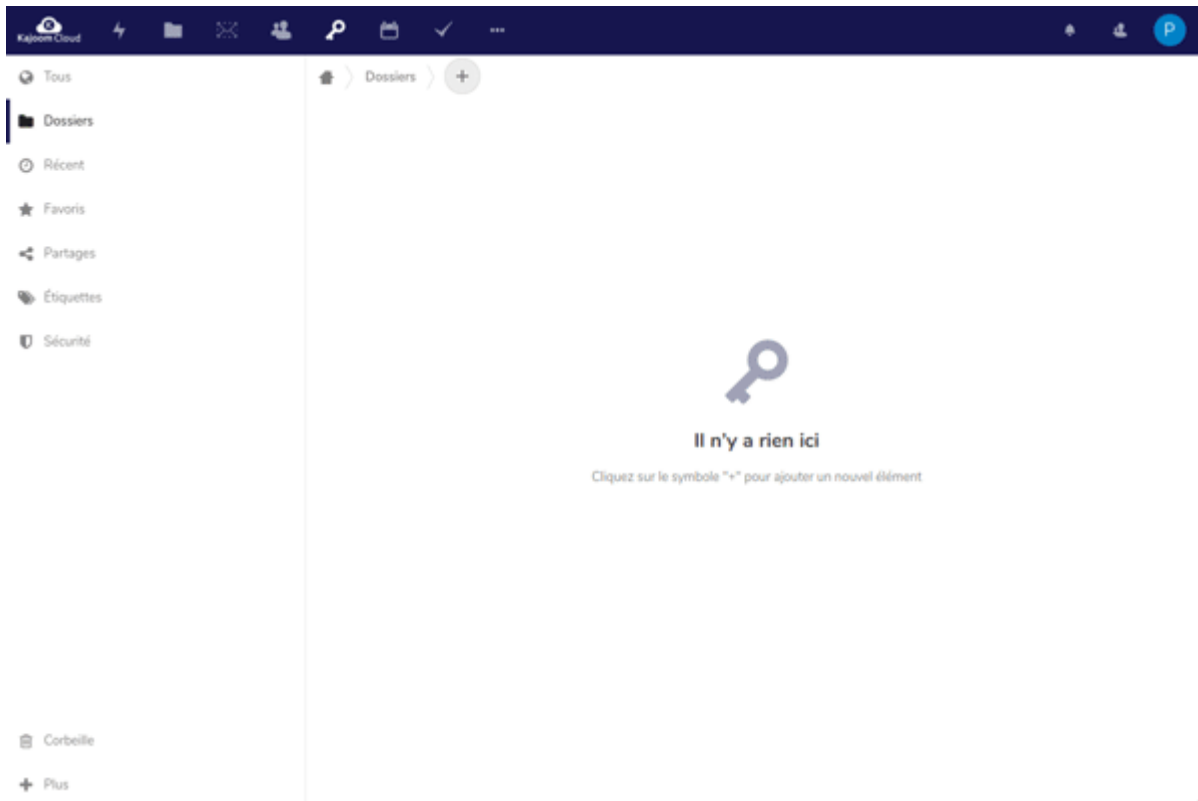 Kajoom Cloud
P
Tous
Dossiers
Dossiers
+
Récent
Favoris
Partages
Étiquettes
Sécurité
Il n'y a rien ici
Cliquez sur le symbole "+" pour ajouter un nouvel élément
Corbeille
Plus